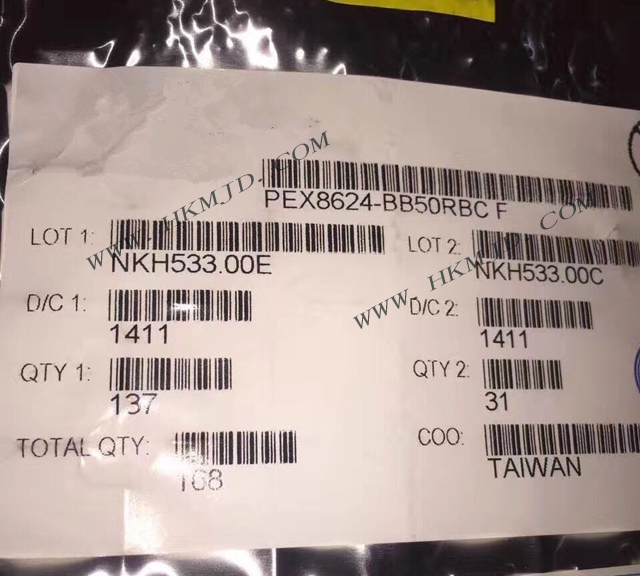 PEX8624-BB50RBC F
LOT 1: NKH533.00E
LOT 2: NKH533.00C
D/C 1: 1411
D/C 2: 1411
QTY 1: 137
QTY 2: 31
TOTAL QTY: 168
COO: TAIWAN
WWW.HKMJD.COM
WWW.HKMJD.COM